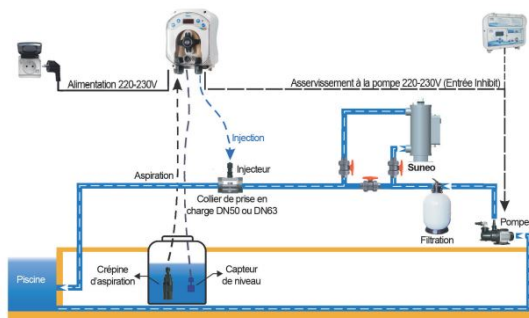 Alimentation 220-230V
Asservissement à la pompe 220-230V (Entrée Inhibit)
Injection
Suneo
Aspiration
Injecteur
Collier de prise en
charge DN50 ou DN63
Filtration
Pompe
Piscine
Crépine
d'aspiration
Capteur
de niveau